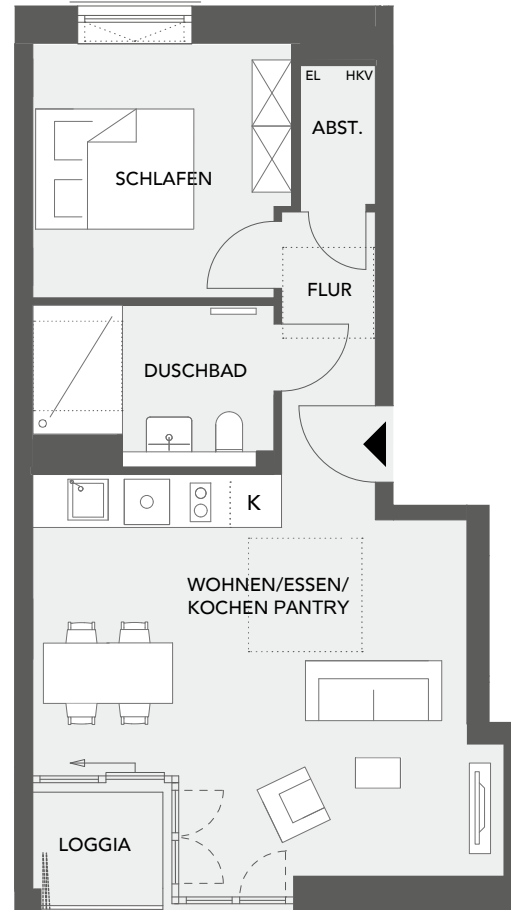 EL HKV
ABST.
SCHLAFEN
FLUR
DUSCHBAD
K
WOHNEN/ESSEN/
KOCHEN PANTRY
LOGGIA